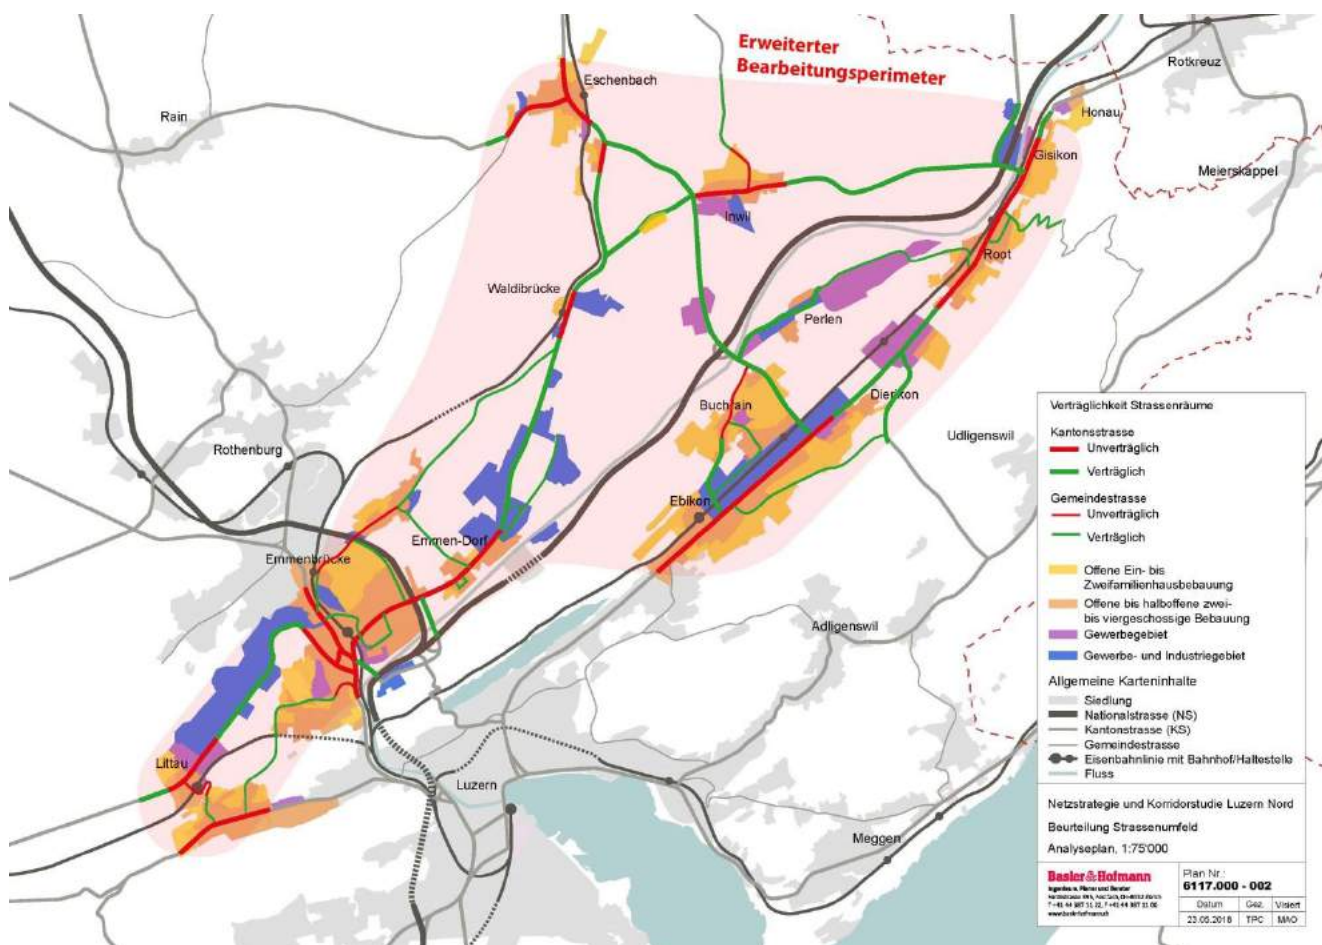 Erweiterter
Bearbeitungsperimeter
Eschenbach
Rain
Rotkreuz
Honau
Gisikon
Meierskappel
Inwil
Root
Waldibrücke
Perlen
Dierikon
Buchrain
Udligenswil
Rothenburg
Ebikon
Emmen-Dorf
Emmenbrücke
Adligenswil
Littau
Luzern
Meggen
Verträglichkeit Strassenräume
Kantonsstrasse
Unverträglich
Verträglich
Gemeindestrasse
Unverträglich
Verträglich
Offene Ein- bis
Zweifamilienhausbebauung
Offene bis halboffene zwei-
bis viergeschossige Bebauung
Gewerbegebiet
Gewerbe- und Industriegebiet
Allgemeine Karteninhalte
Siedlung
Nationalstrasse (NS)
Kantonstrasse (KS)
Gemeindestrasse
Eisenbahnlinie mit Bahnhof/Haltestelle
Fluss
Netzstrategie und Korridorstudie Luzern Nord
Beurteilung Strassenumfeld
Analyseplan, 1:75'000
Basler & Hofmann
Ingenieure, Planer und Berater
Plan Nr.:
6117.000 - 002
Datum Gez. Visiert
23.05.2018 TPC MAO